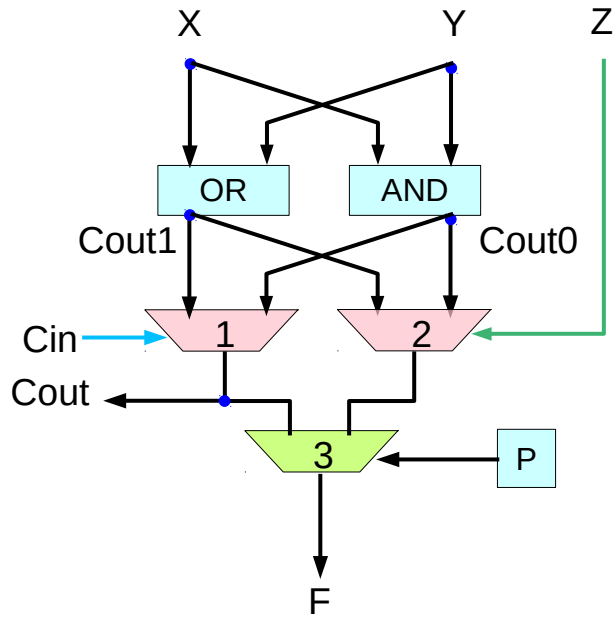 X Y Z
OR AND
Cout1 Cout0
Cin 1 2
Cout
3 P
F